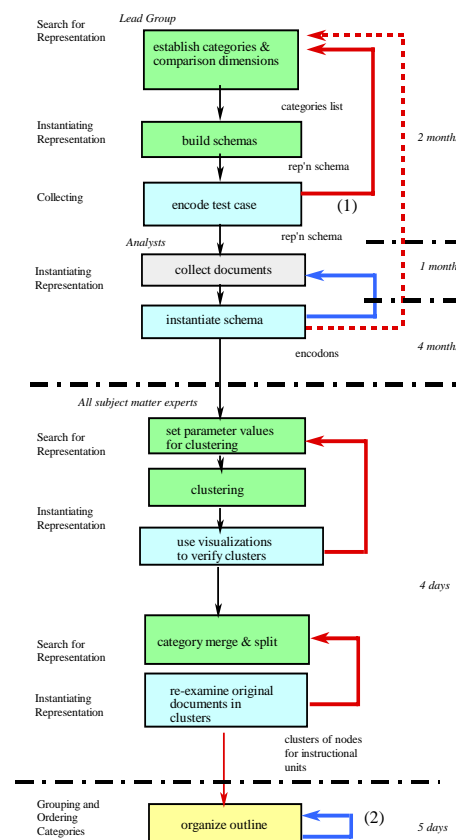 Search for
Representation
Lead Group
establish categories &
comparison dimensions
categories list
Instantiating
Representation
build schemas
2 months
rep'n schema
Collecting
encode test case
(1)
rep'n schema
Analysts
Instantiating
Representation
collect documents
1 month
instantiate schema
encodons
4 months
All subject matter experts
Search for
Representation
set parameter values
for clustering
clustering
Instantiating
Representation
use visualizations
to verify clusters
4 days
Search for
Representation
category merge & split
Instantiating
Representation
re-examine original
documents in
clusters
clusters of nodes
for instructional
units
Grouping and
Ordering
Categories
organize outline
(2)
5 days